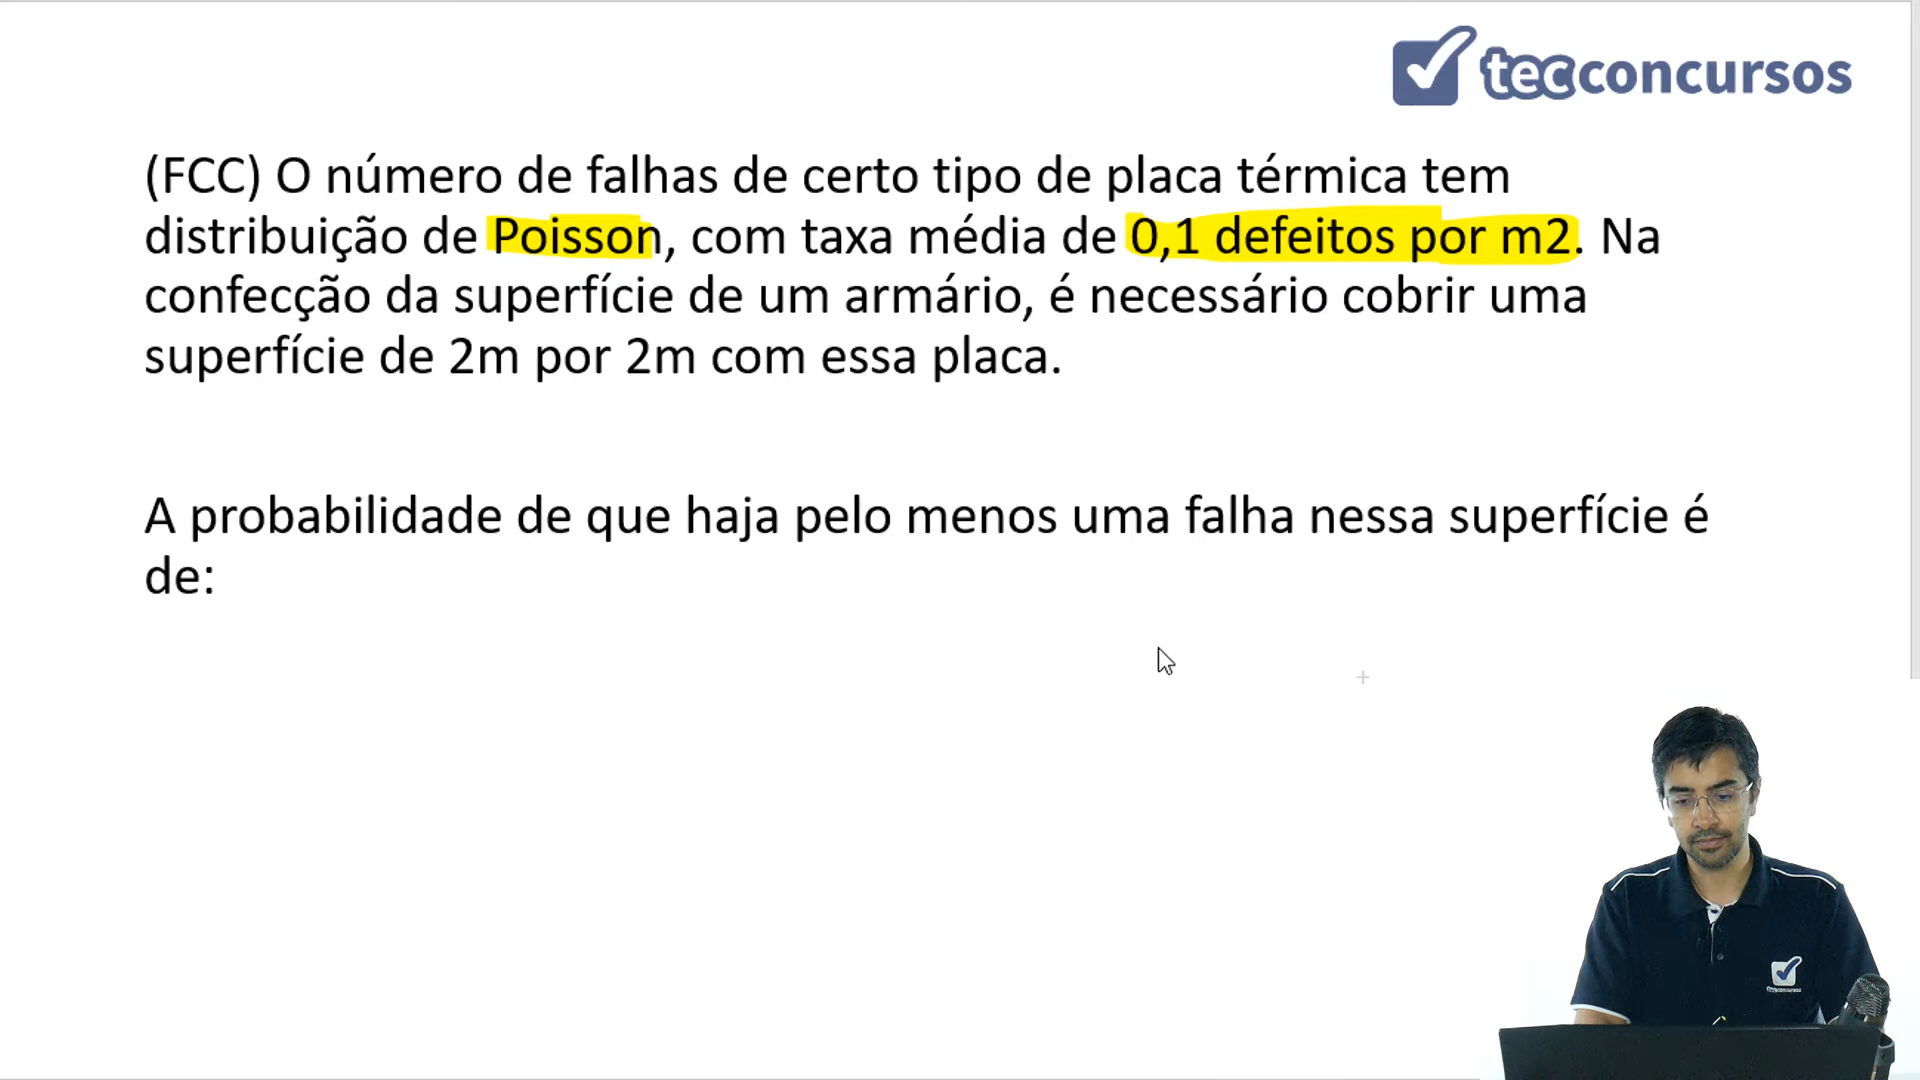 tecconcursos
(FCC) O número de falhas de certo tipo de placa térmica tem
distribuição de Poisson, com taxa média de 0,1 defeitos por m2. Na
confecção da superfície de um armário, é necessário cobrir uma
superfície de 2m por 2m com essa placa.
A probabilidade de que haja pelo menos uma falha nessa superfície é
de:
tecconcursos